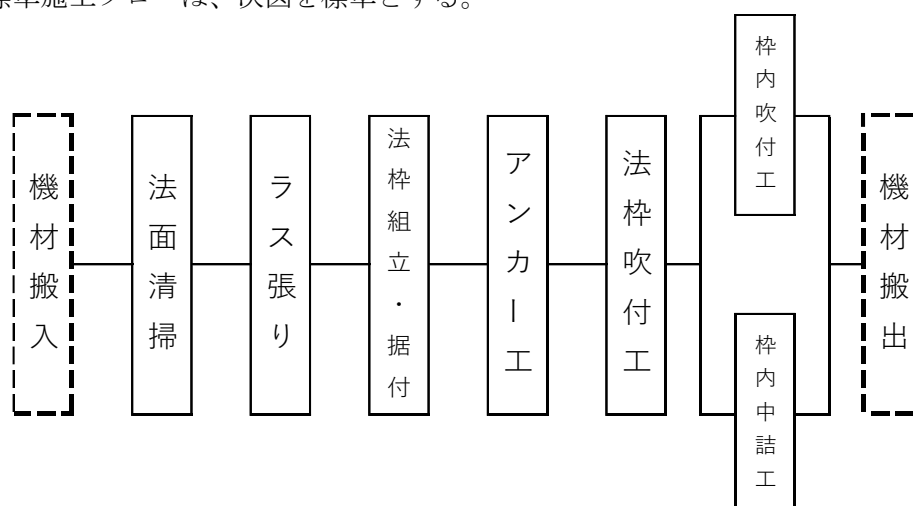 標準施工フローは、次図を標準とする。
機材搬入
法面清掃
ラス張り
法枠組立・据付
アンカー工
法枠吹付工
枠内吹付工
枠内中詰工
機材搬出